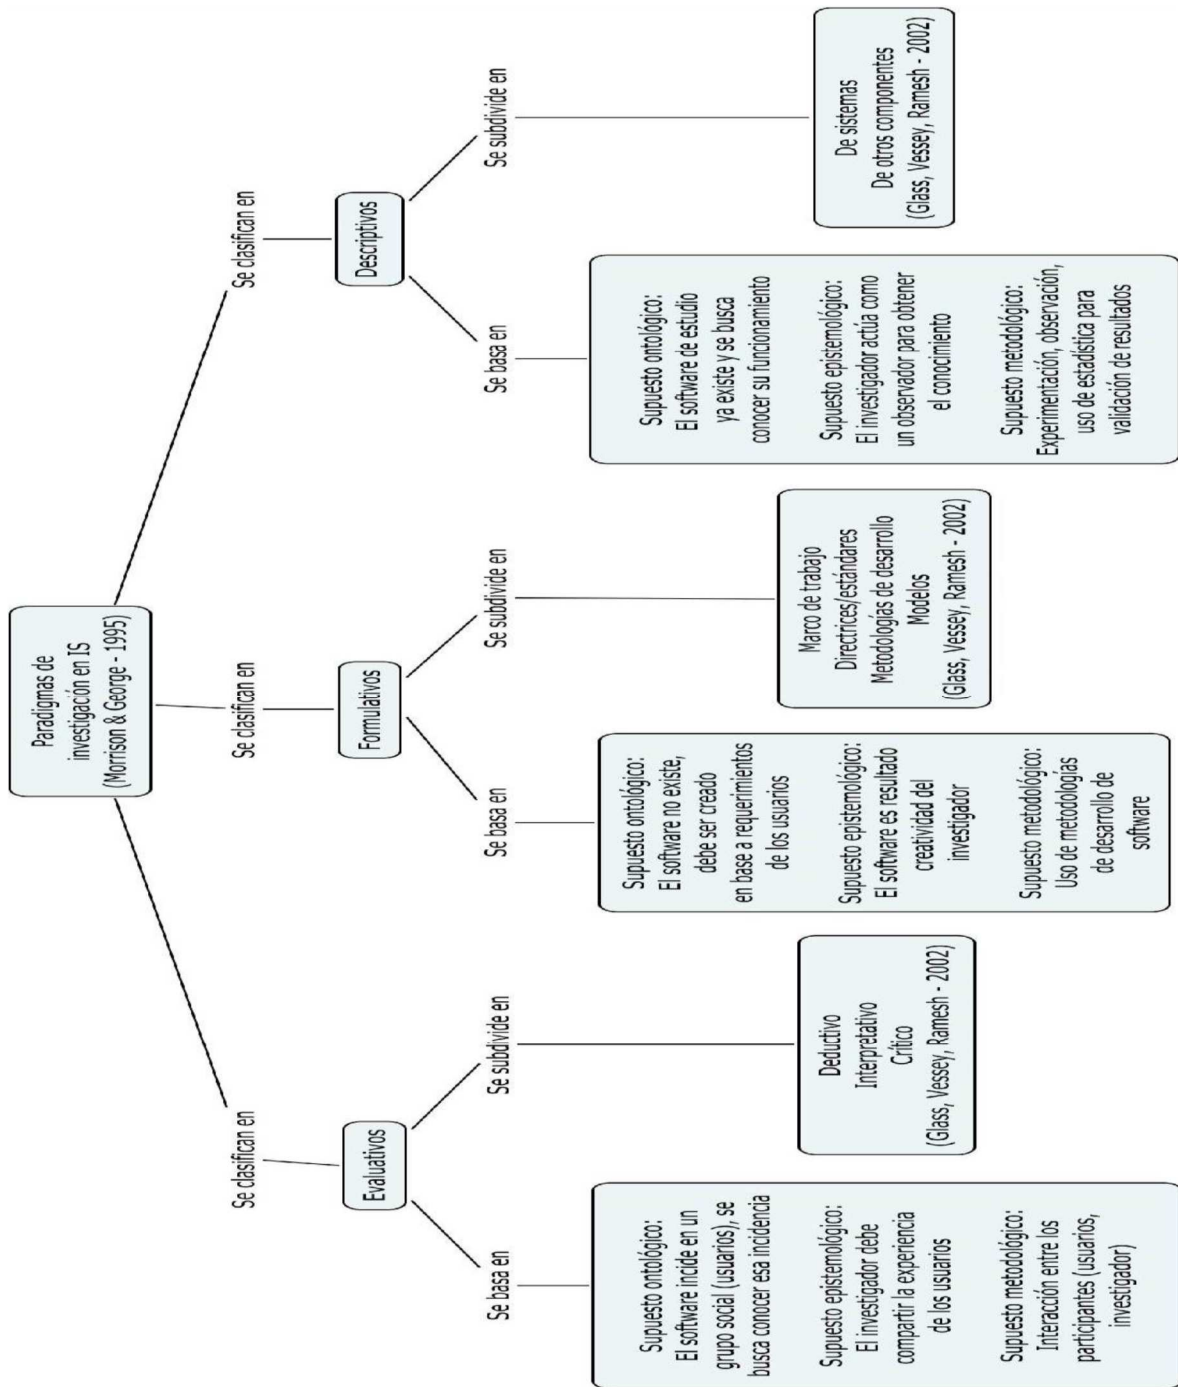 Paradigmas de
investigación en IS
(Morrison & George - 1995)
Se clasifican en
Se clasifican en
Se clasifican en
Evaluativos
Formulativos
Descriptivos
Se basa en
Se subdivide en
Se basa en
Se subdivide en
Se basa en
Se subdivide en
Supuesto ontológico:
El software incide en un
grupo social (usuarios), se
busca conocer esa incidencia
Supuesto epistemológico:
El investigador debe
compartir la experiencia
de los usuarios
Supuesto metodológico:
Interacción entre los
participantes (usuarios,
investigador)
Deductivo
Interpretativo
Crítico
(Glass, Vessey, Ramesh - 2002)
Supuesto ontológico:
El software no existe,
debe ser creado
en base a requerimientos
de los usuarios
Supuesto epistemológico:
El software es resultado
creatividad del
investigador
Supuesto metodológico:
Uso de metodologías
de desarrollo de
software
Marco de trabajo
Directrices/estándares
Metodologías de desarrollo
Modelos
(Glass, Vessey, Ramesh - 2002)
Supuesto ontológico:
El software de estudio
ya existe y se busca
conocer su funcionamiento
Supuesto epistemológico:
El investigador actúa como
un observador para obtener
el conocimiento
Supuesto metodológico:
Experimentación, observación,
uso de estadística para
validación de resultados
De sistemas
De otros componentes
(Glass, Vessey, Ramesh - 2002)